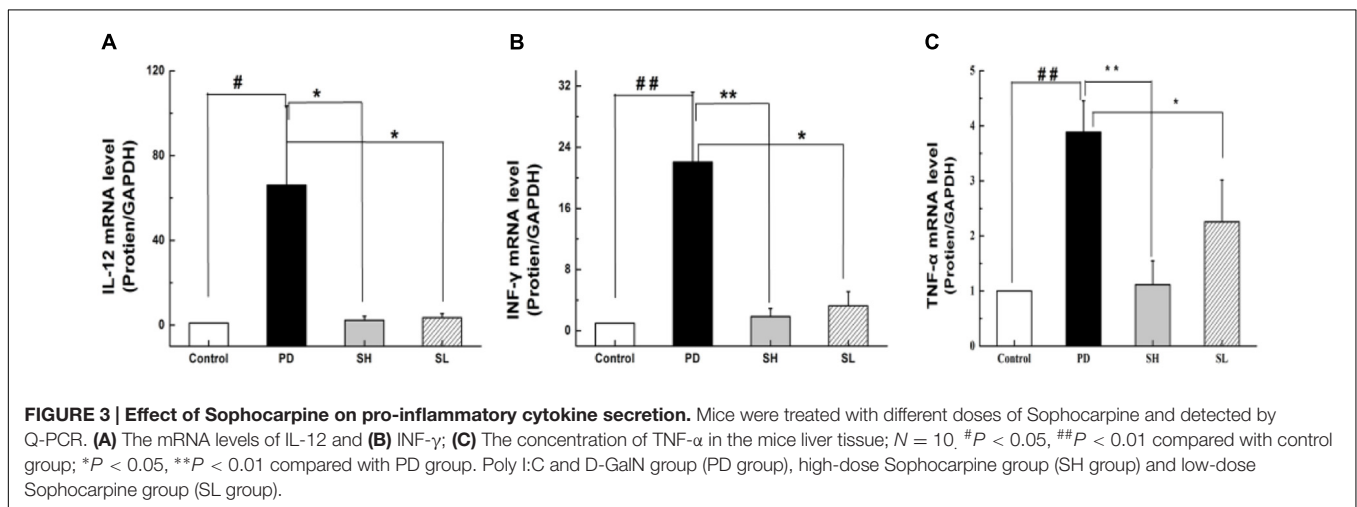 A
B
C
IL-12 mRNA level
(Protien/GAPDH)
120
80
40
0
#
*
*
Control PD SH SL
INF-γ mRNA level
(Protien/GAPDH)
32
24
16
8
0
##
**
*
Control PD SH SL
TNF-α mRNA level
(Protien/GAPDH)
5
4
3
2
1
0
##
**
*
Control PD SH SL
FIGURE 3 | Effect of Sophocarpine on pro-inflammatory cytokine secretion. Mice were treated with different doses of Sophocarpine and detected by
Q-PCR. (A) The mRNA levels of IL-12 and (B) INF-γ; (C) The concentration of TNF-α in the mice liver tissue; N = 10. #P < 0.05, ##P < 0.01 compared with control
group; *P < 0.05, **P < 0.01 compared with PD group. Poly I:C and D-GalN group (PD group), high-dose Sophocarpine group (SH group) and low-dose
Sophocarpine group (SL group).